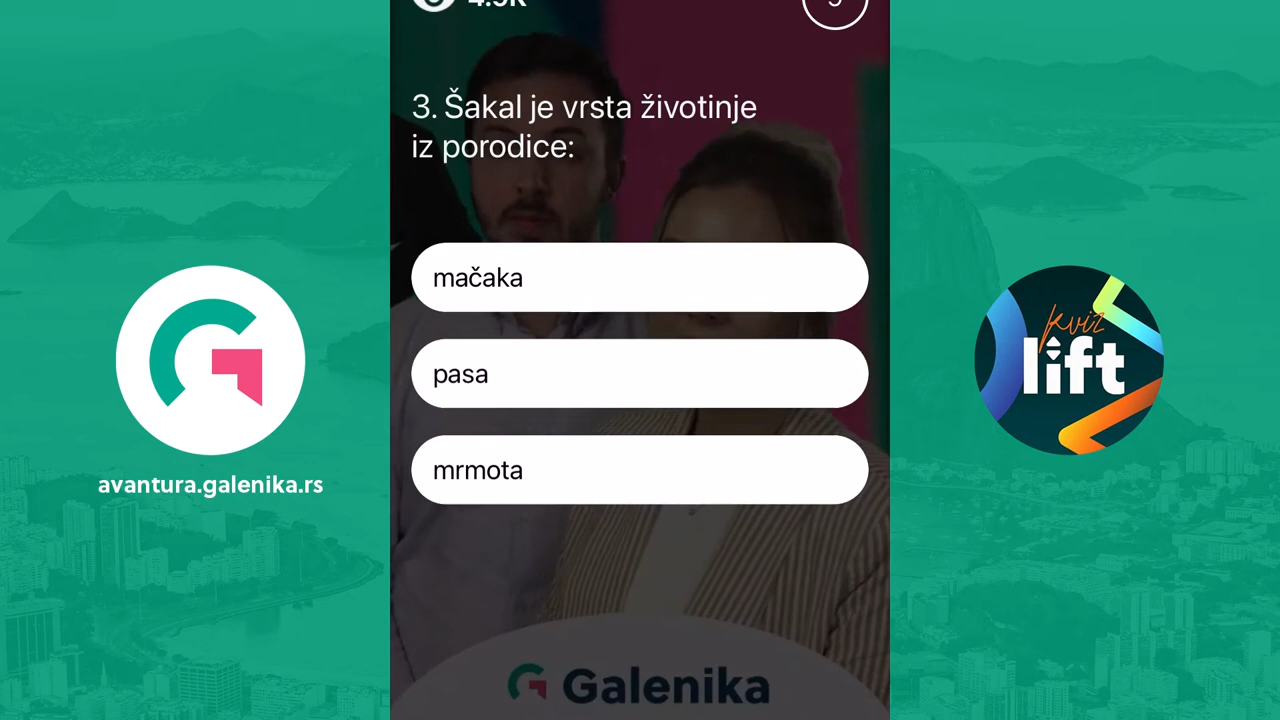 3. Šakal je vrsta životinje
iz porodice:
mačaka
pasa
mrmota
avantura.galenika.rs
kviz
lift
Galenika